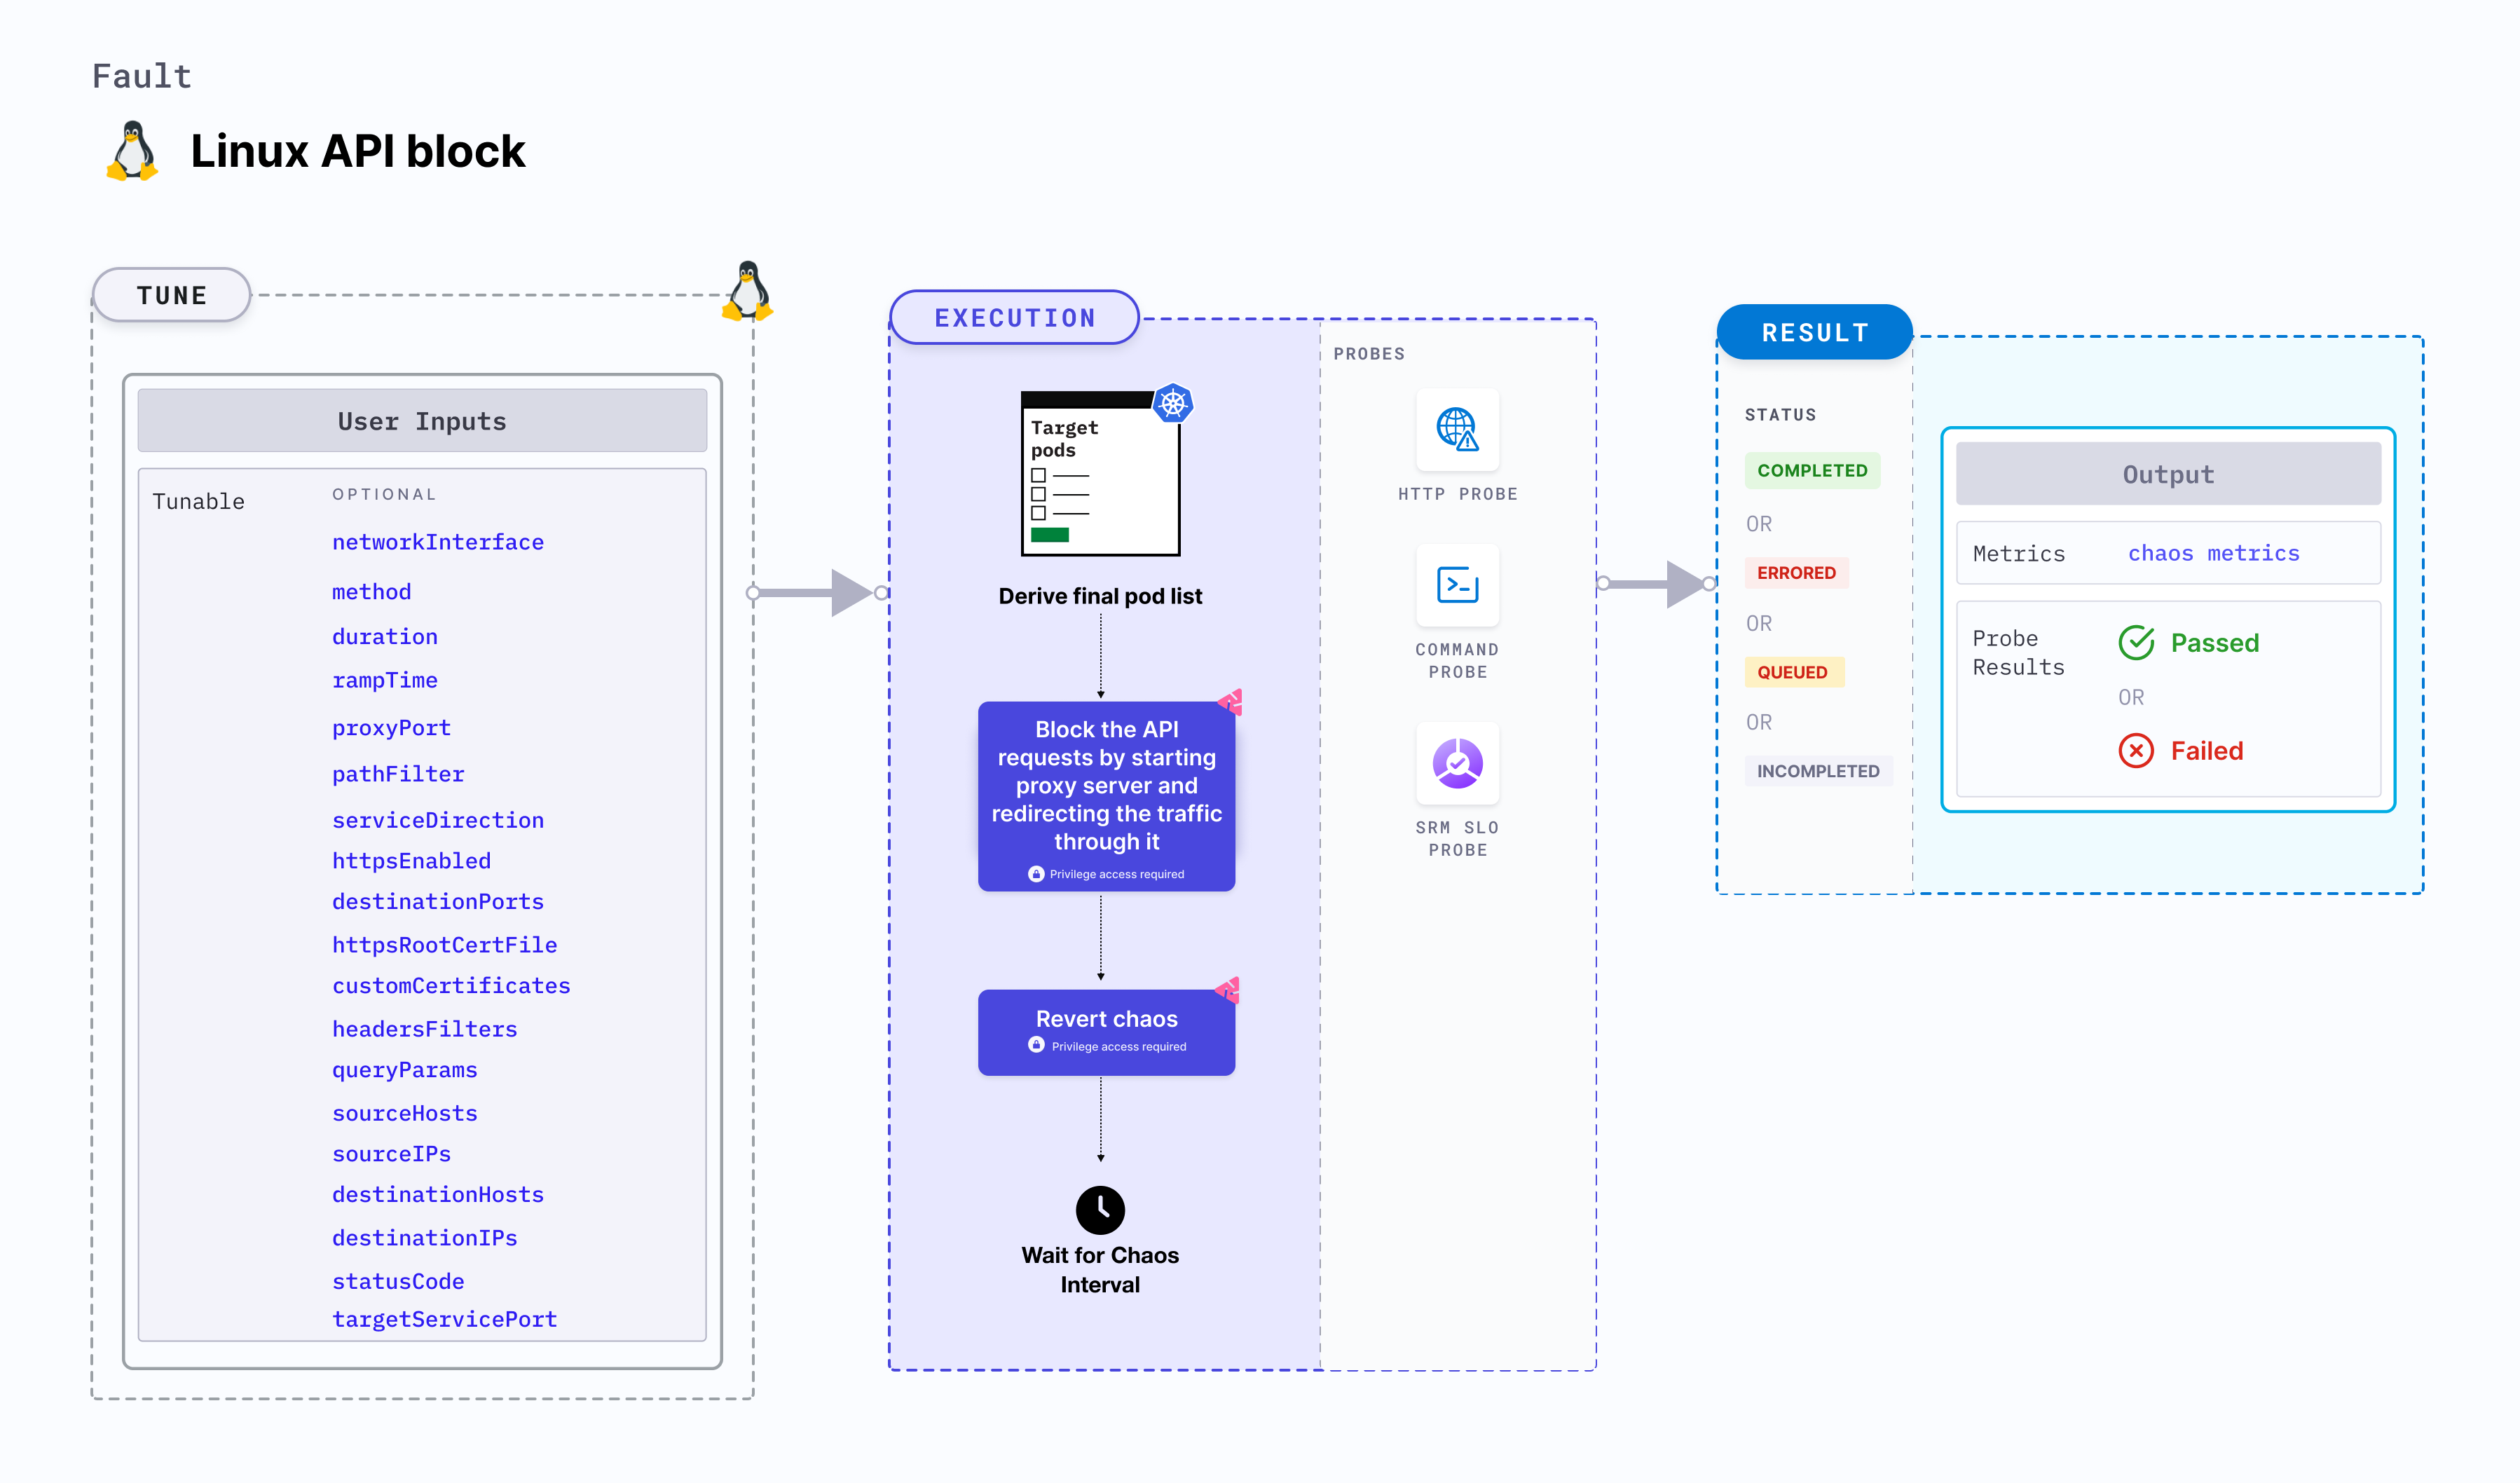 Fault
Linux API block
TUNE
User Inputs
Tunable
OPTIONAL
networkInterface
method
duration
rampTime
proxyPort
pathFilter
serviceDirection
httpsEnabled
destinationPorts
httpsRootCertFile
customCertificates
headersFilters
queryParams
sourceHosts
sourceIPs
destinationHosts
destinationIPs
statusCode
targetServicePort
EXECUTION
Target
pods
Derive final pod list
Block the API
requests by starting
proxy server and
redirecting the traffic
through it
Privilege access required
Revert chaos
Privilege access required
Wait for Chaos
Interval
PROBES
HTTP PROBE
COMMAND
PROBE
SRM SLO
PROBE
RESULT
STATUS
COMPLETED
OR
ERRORED
OR
QUEUED
OR
INCOMPLETED
Output
Metrics
chaos metrics
Probe
Results
Passed
OR
Failed